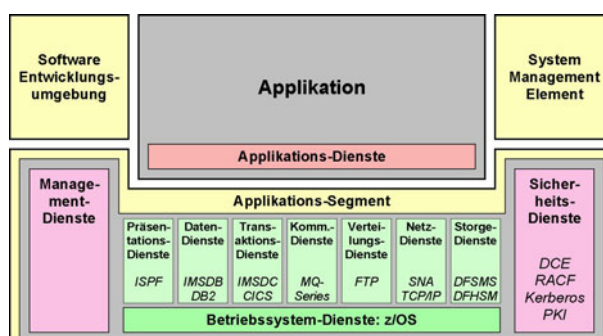 Software
Entwicklungs-
umgebung
Applikation
System
Management
Element
Applikations-Dienste
Manage-
ment-
Dienste
Applikations-Segment
Sicher-
heits-
Dienste
Präsen-
tations-
Dienste
ISPF
Daten-
Dienste
IMSDB
DB2
Trans-
aktions-
Dienste
IMSDC
CICS
Komm.-
Dienste
MQ-
Series
Vertei-
lungs-
Dienste
FTP
Netz-
Dienste
SNA
TCP/IP
Storge-
Dienste
DFSMS
DFHSM
DCE
RACF
Kerberos
PKI
Betriebssystem-Dienste: z/OS